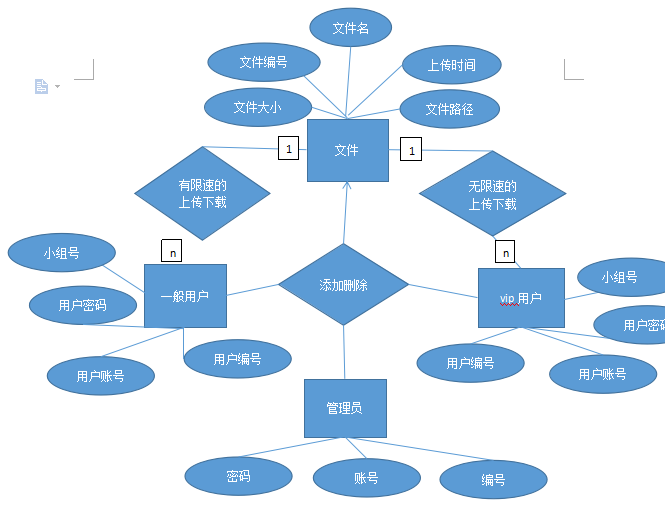 文件名
文件编号
上传时间
文件大小
文件路径
文件
1
1
有限速的
上传下载
无限速的
上传下载
n
n
小组号
小组号
一般用户
添加删除
vip 用户
用户密码
用户密码
用户账号
用户编号
用户编号
用户账号
管理员
密码
账号
编号